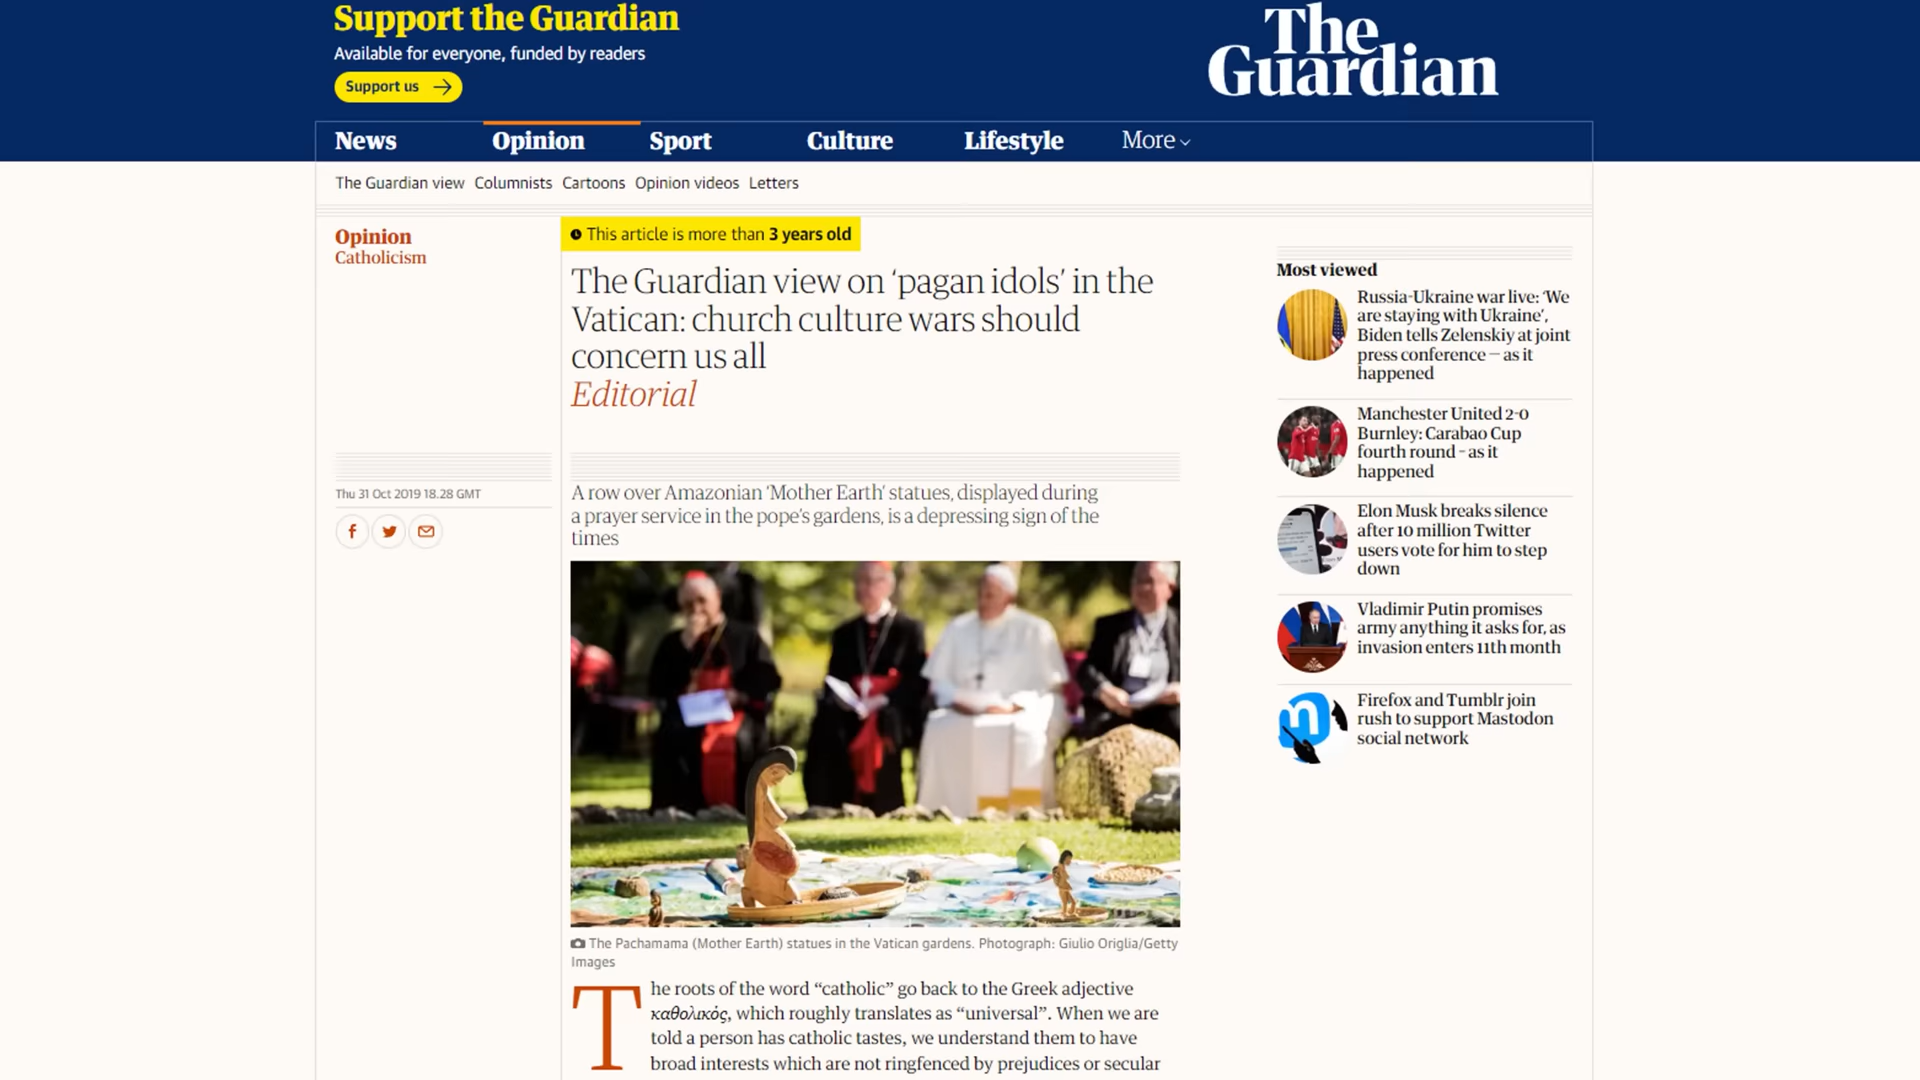 Support the Guardian
Available for everyone, funded by readers
Support us
The
Guardian
News Opinion Sport Culture Lifestyle More
The Guardian view Columnists Cartoons Opinion videos Letters
Opinion
Catholicism
This article is more than 3 years old
The Guardian view on ‘pagan idols’ in the
Vatican: church culture wars should
concern us all
Editorial
Thu 31 Oct 2019 18.28 GMT
A row over Amazonian ‘Mother Earth’ statues, displayed during
a prayer service in the pope’s gardens, is a depressing sign of the
times
The Pachamama (Mother Earth) statues in the Vatican gardens. Photograph: Giulio Origlia/Getty
Images
The roots of the word “catholic” go back to the Greek adjective
καθολικός, which roughly translates as “universal”. When we are
told a person has catholic tastes, we understand them to have
broad interests which are not ringfenced by prejudices or secular
Most viewed
Russia-Ukraine war live: ‘We
are staying with Ukraine’,
Biden tells Zelenskiy at joint
press conference – as it
happened
Manchester United 2-0
Burnley: Carabao Cup
fourth round – as it
happened
Elon Musk breaks silence
after 10 million Twitter
users vote for him to step
down
Vladimir Putin promises
army anything it asks for, as
invasion enters 11th month
Firefox and Tumblr join
rush to support Mastodon
social network